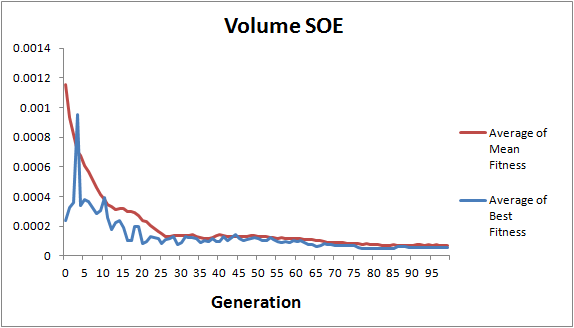 Volume SOE
0.0014
0.0012
0.001
0.0008
0.0006
0.0004
0.0002
0
0 5 10 15 20 25 30 35 40 45 50 55 60 65 70 75 80 85 90 95
Generation
Average of
Mean
Fitness
Average of
Best
Fitness